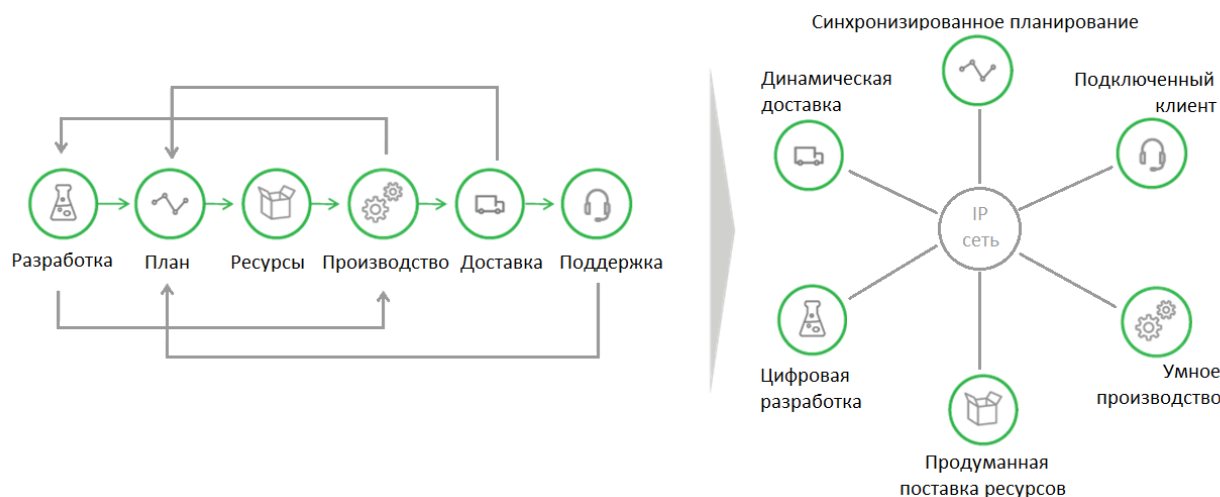 Разработка
План
Ресурсы
Производство
Доставка
Поддержка
Синхронизированное планирование
Динамическая
доставка
Подключенный
клиент
IP
сеть
Цифровая
разработка
Умное
производство
Продуманная
поставка ресурсов